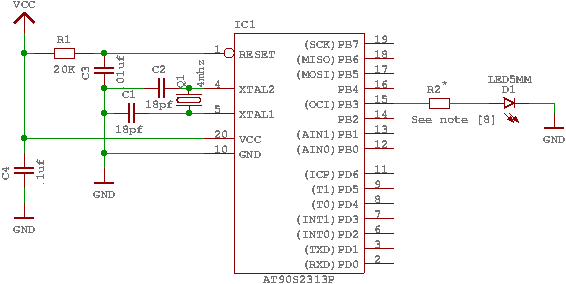 VCC
IC1
R1
20K
1
RESET
C3
.01uf
C2
18pf
Q1
4mhz
4
XTAL2
C1
18pf
5
XTAL1
20
VCC
10
GND
C4
.1uf
GND
GND
(SCK)PB7 19
(MISO)PB6 18
(MOSI)PB5 17
PB4 16
(OCI)PB3 15
PB2 14
(AIN1)PB1 13
(AIN0)PB0 12
(ICP)PD6 11
(T1)PD5 9
(T0)PD4 8
(INT1)PD3 7
(INT0)PD2 6
(TXD)PD1 3
(RXD)PD0 2
AT90S2313P
R2*
See note [8]
LED5MM
D1
GND